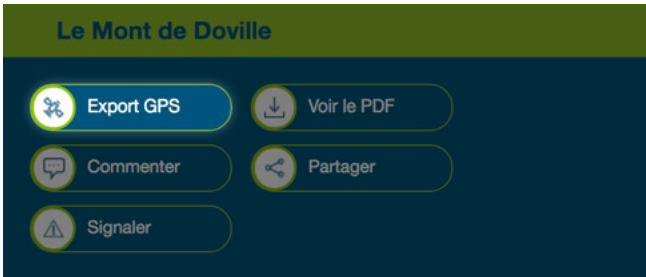 Le Mont de Doville
Export GPS
Voir le PDF
Commenter
Partager
Signaler